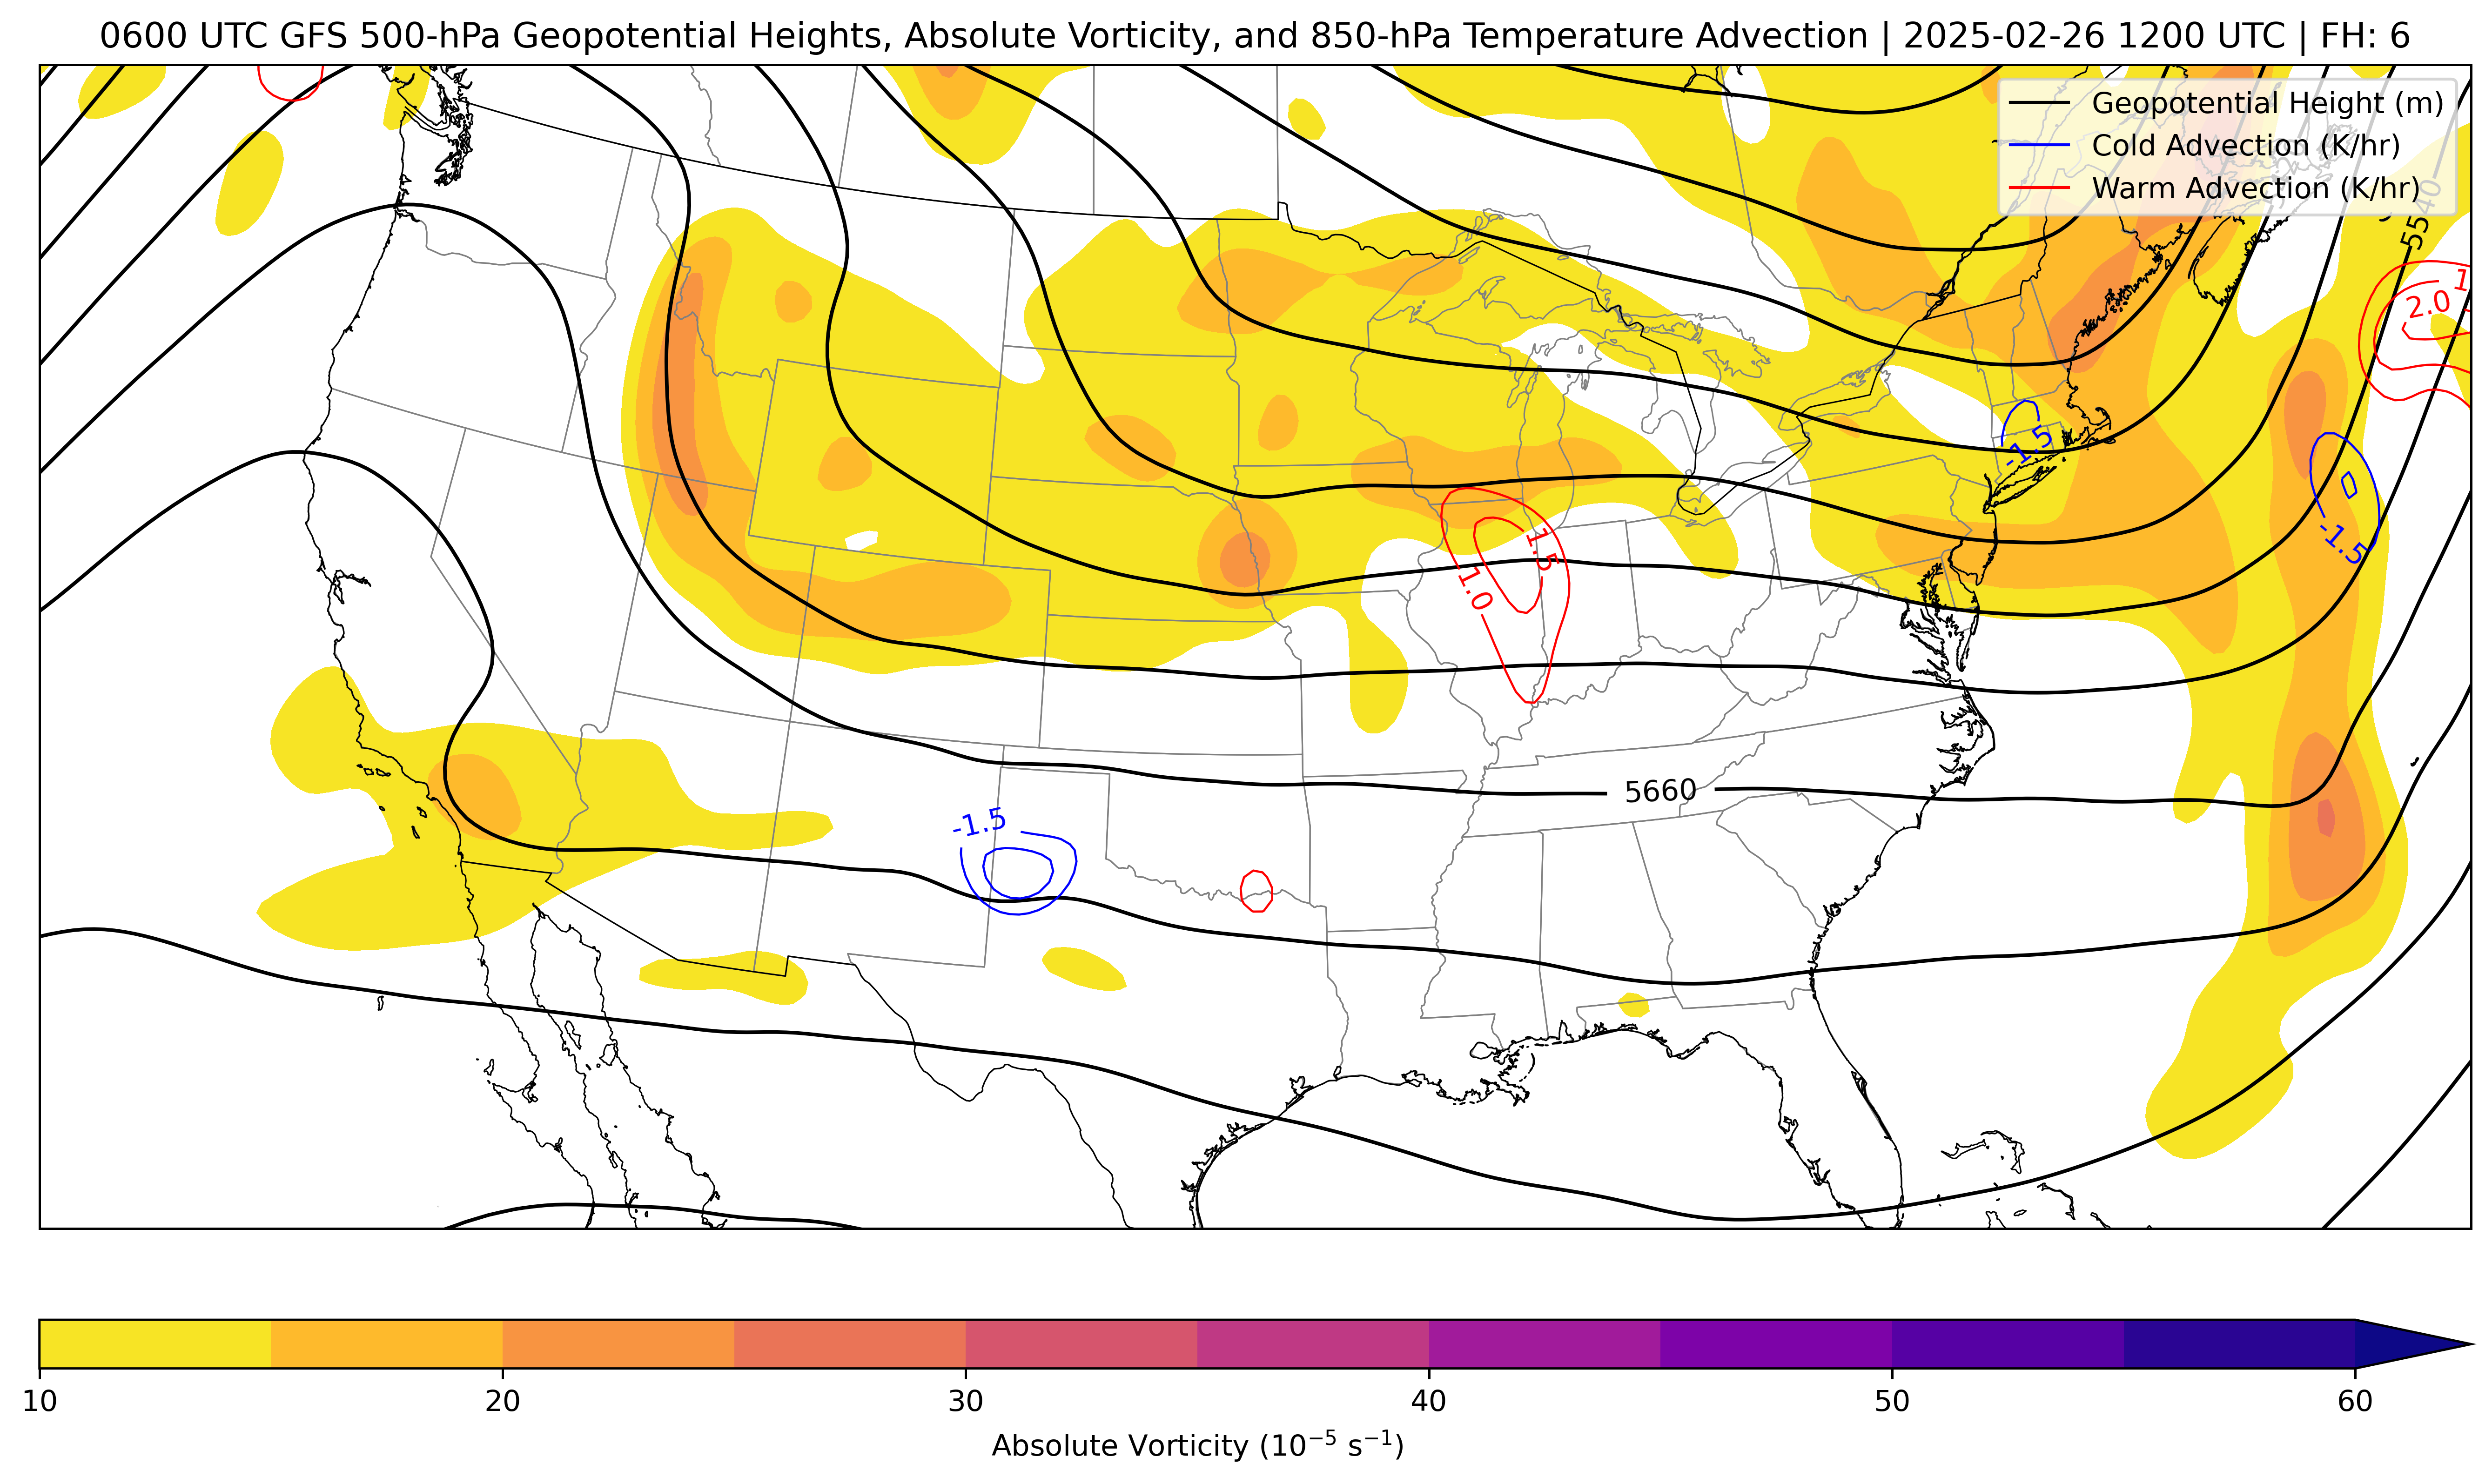 0600 UTC GFS 500-hPa Geopotential Heights, Absolute Vorticity, and 850-hPa Temperature Advection | 2025-02-26 1200 UTC | FH: 6
Geopotential Height (m)
Cold Advection (K/hr)
Warm Advection (K/hr)
5540
2.0
-1.5
-1.5
1.5
1.0
5660
-1.5
10
20
30
40
50
60
Absolute Vorticity (10⁻⁵ s⁻¹)